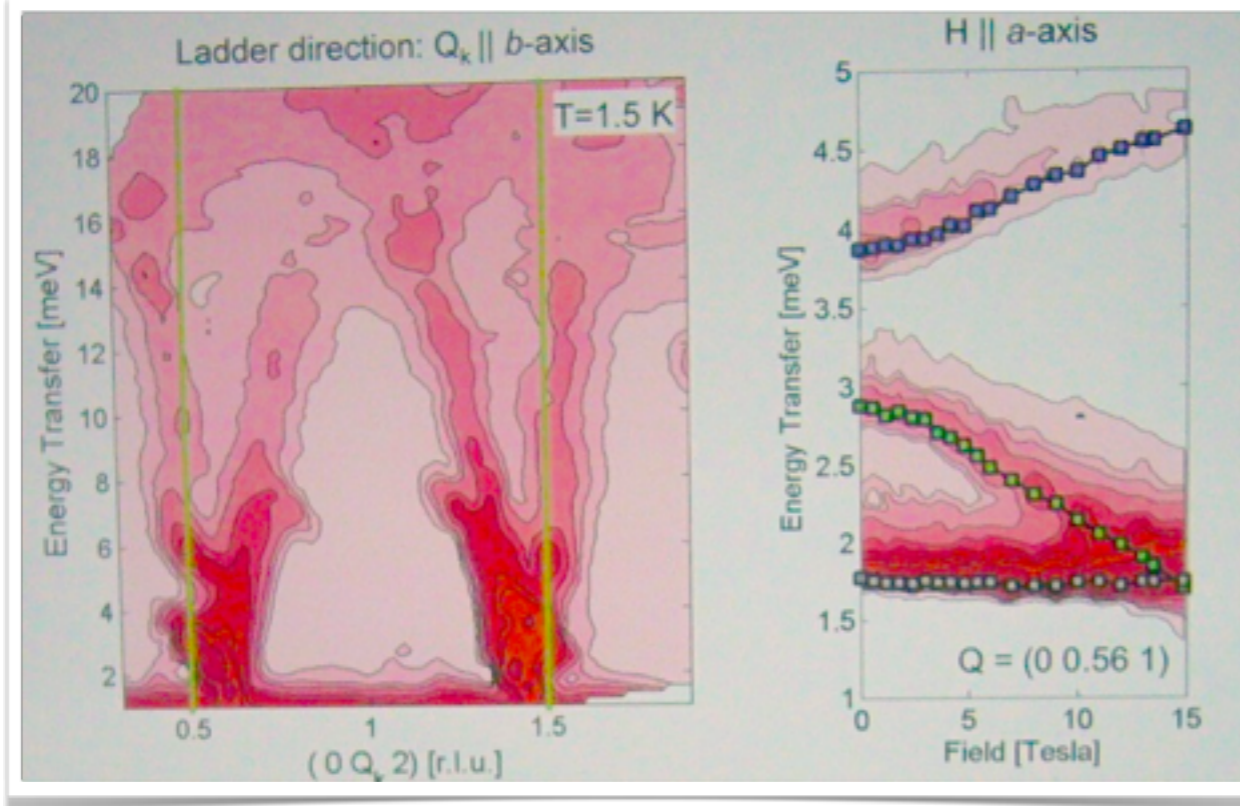 Ladder direction: Qₖ || b-axis
T=1.5 K
20
18
16
14
12
10
8
6
4
2
Energy Transfer [meV]
0.5 1 1.5
( 0 Qₖ 2) [r.l.u.]
H || a-axis
5
4.5
4
3.5
3
2.5
2
1.5
1
Energy Transfer [meV]
Q = (0 0.56 1)
0 5 10 15
Field [Tesla]